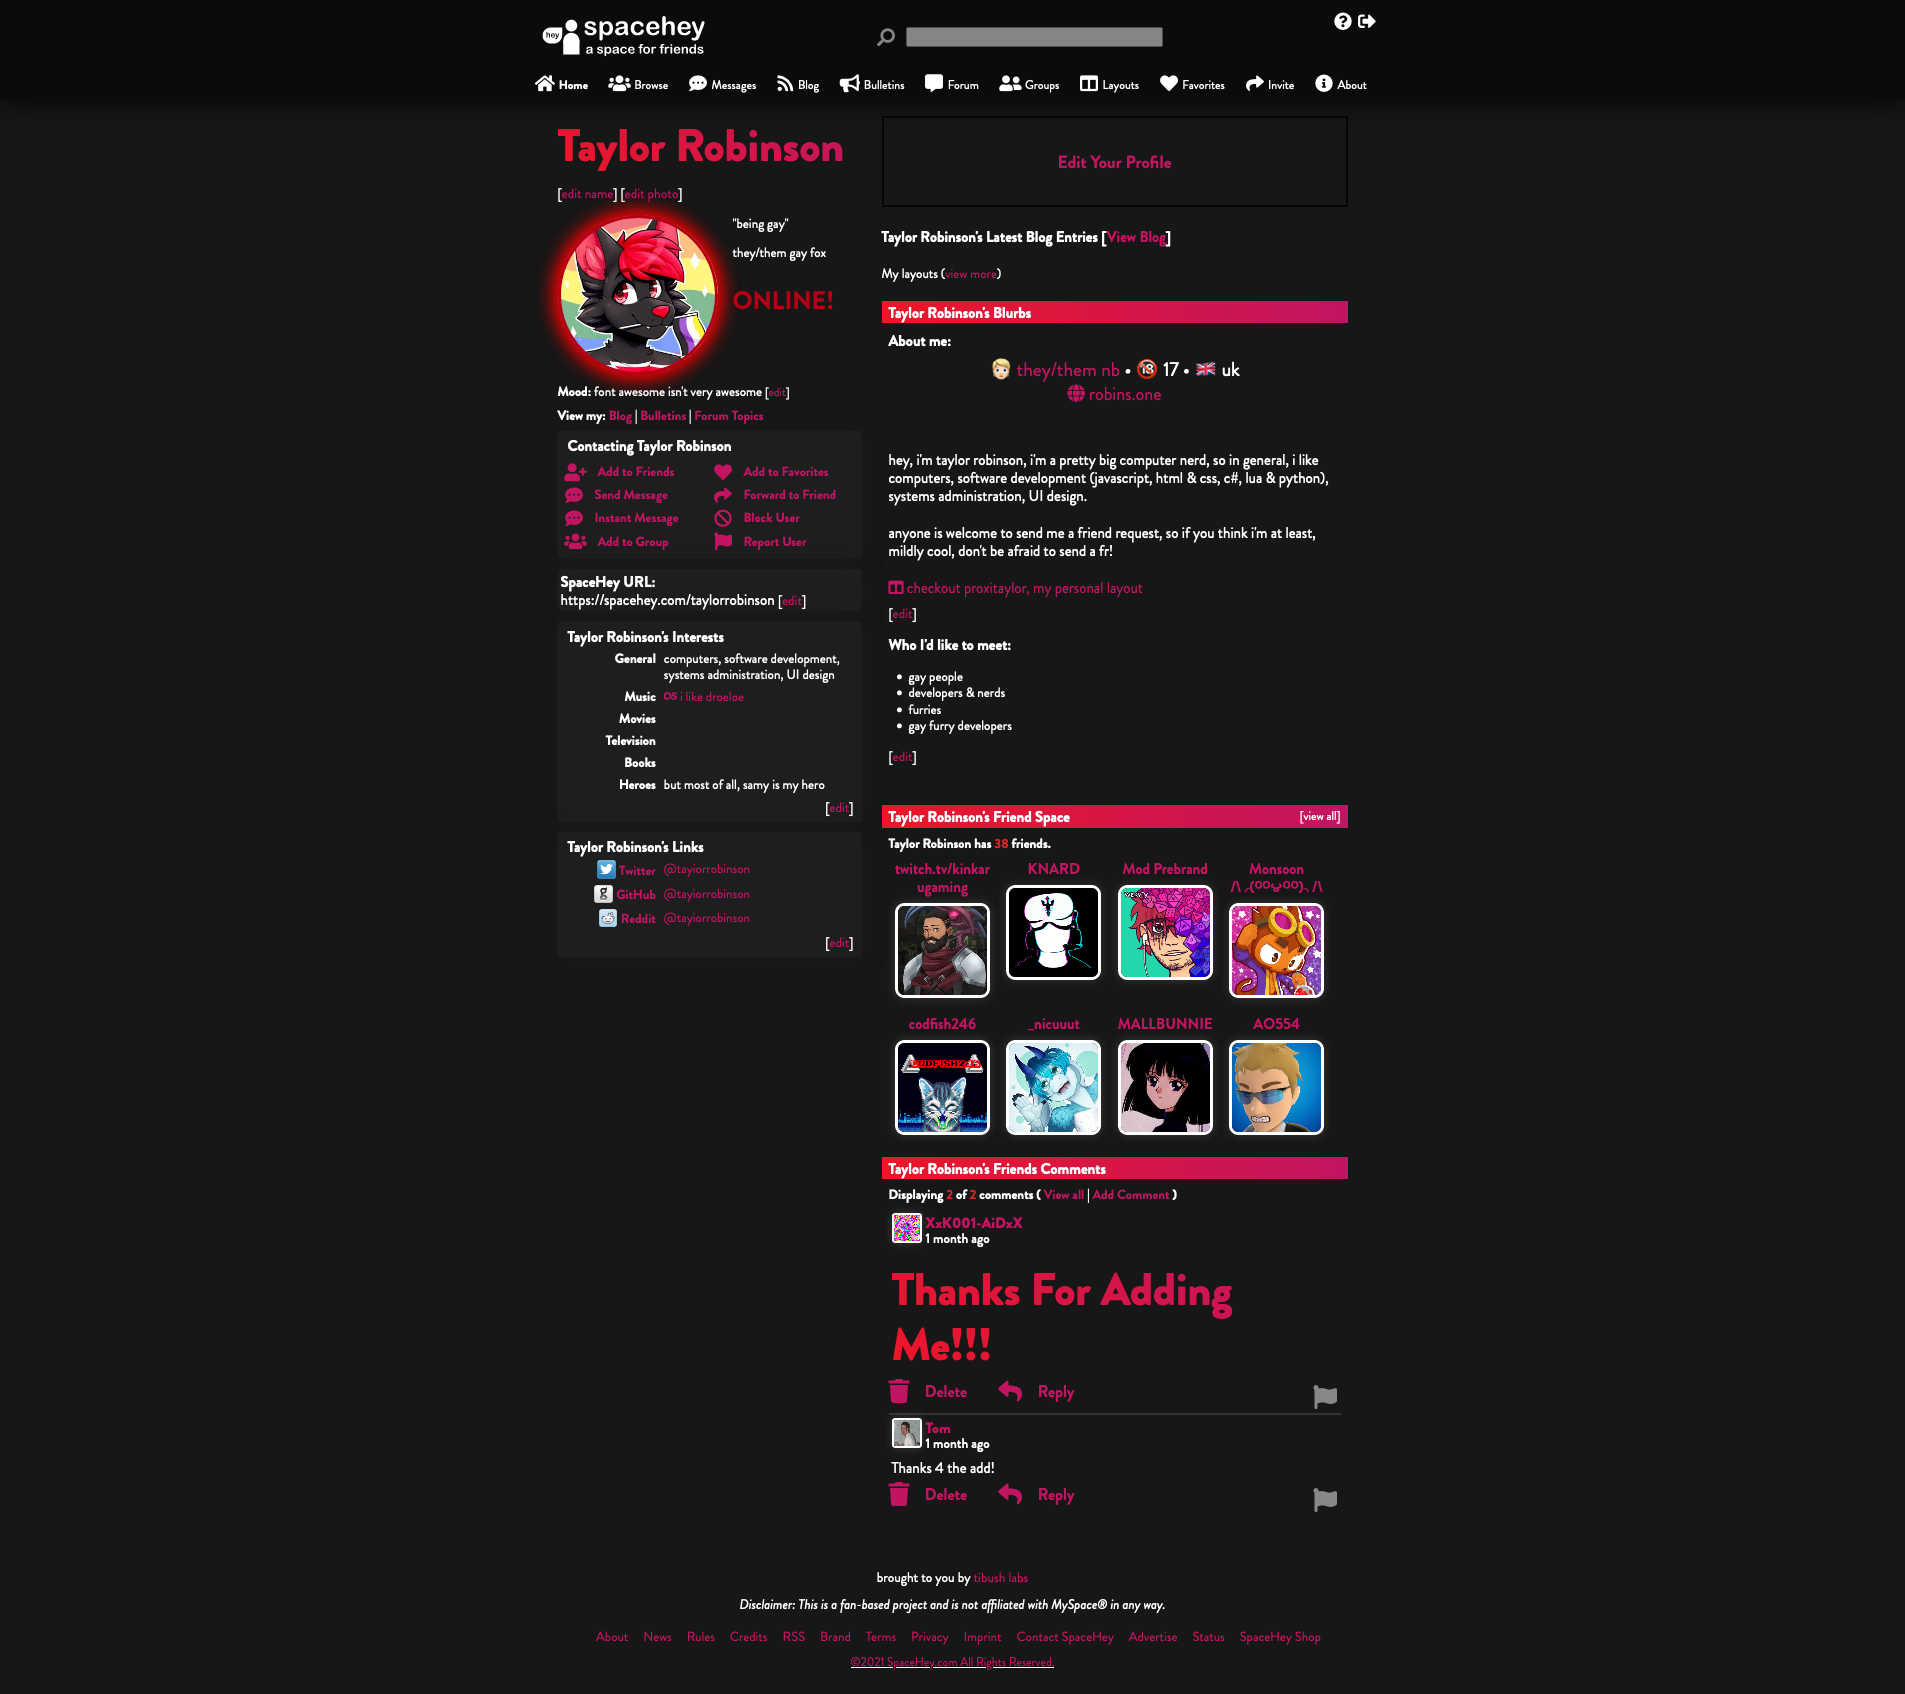 hey
spacehey
a space for friends
Home Browse Messages Blog Bulletins Forum Groups Layouts Favorites Invite About
Taylor Robinson
[edit name] [edit photo]
"being gay"
they/them gay fox
ONLINE!
Mood: font awesome isn't very awesome [edit]
View my: Blog | Bulletins | Forum Topics
Contacting Taylor Robinson
Add to Friends Add to Favorites
Send Message Forward to Friend
Instant Message Block User
Add to Group Report User
SpaceHey URL:
https://spacehey.com/taylorrobinson [edit]
Taylor Robinson's Interests
General computers, software development,
systems administration, UI design
Music i like droeloe
Movies
Television
Books
Heroes but most of all, samy is my hero
[edit]
Taylor Robinson's Links
Twitter @tayiorrobinson
GitHub @tayiorrobinson
Reddit @tayiorrobinson
[edit]
Edit Your Profile
Taylor Robinson's Latest Blog Entries [View Blog]
My layouts (view more)
Taylor Robinson's Blurbs
About me:
they/them nb • 🔞 17 • 🇬🇧 uk
robins.one
hey, i'm taylor robinson, i'm a pretty big computer nerd, so in general, i like
computers, software development (javascript, html & css, c#, lua & python),
systems administration, UI design.
anyone is welcome to send me a friend request, so if you think i'm at least,
mildly cool, don't be afraid to send a fr!
checkout proxitaylor, my personal layout
[edit]
Who I'd like to meet:
• gay people
• developers & nerds
• furries
• gay furry developers
[edit]
Taylor Robinson's Friend Space [view all]
Taylor Robinson has 38 friends.
twitch.tv/kinkar KNARD Mod Prebrand Monsoon
ugaming
codfish246 _nicuuut MALLBUNNIE AO554
Taylor Robinson's Friends Comments
Displaying 2 of 2 comments ( View all | Add Comment )
XxK001-AiDxX
1 month ago
Thanks For Adding
Me!!!
Delete Reply
Tom
1 month ago
Thanks 4 the add!
Delete Reply
brought to you by tibush labs
Disclaimer: This is a fan-based project and is not affiliated with MySpace® in any way.
About News Rules Credits RSS Brand Terms Privacy Imprint Contact SpaceHey Advertise Status SpaceHey Shop
©2021 SpaceHey.com All Rights Reserved.